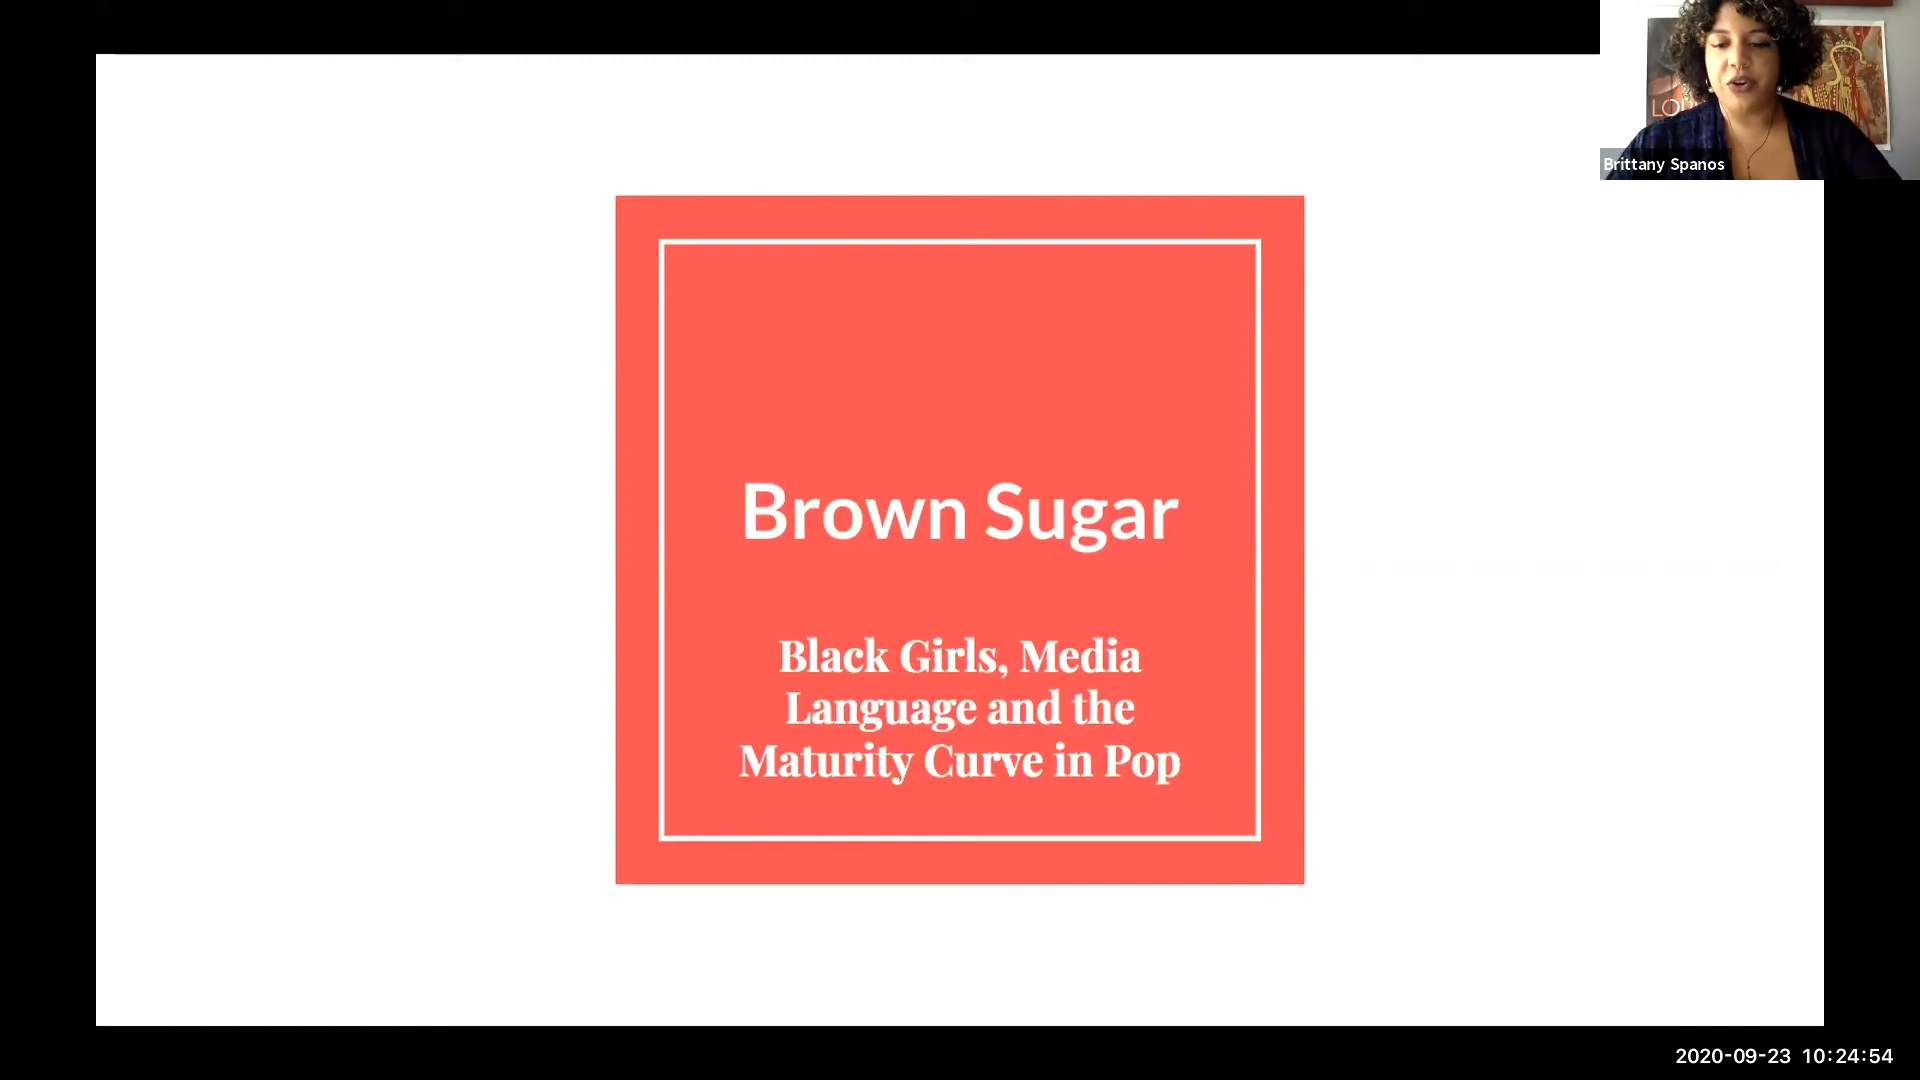 Brittany Spanos
Brown Sugar
Black Girls, Media
Language and the
Maturity Curve in Pop
2020-09-23 10:24:54